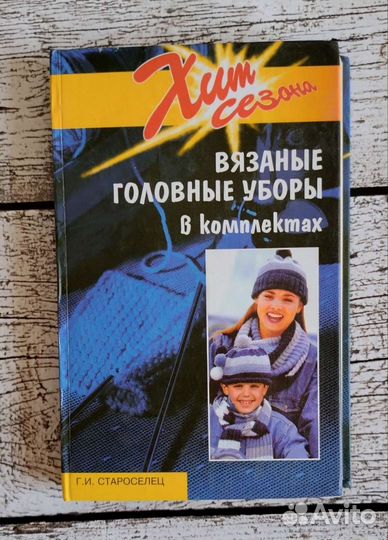 Хит
сезона
ВЯЗАНЫЕ
ГОЛОВНЫЕ УБОРЫ
в комплектах
Г.И. СТАРОСЕЛЕЦ
Avito